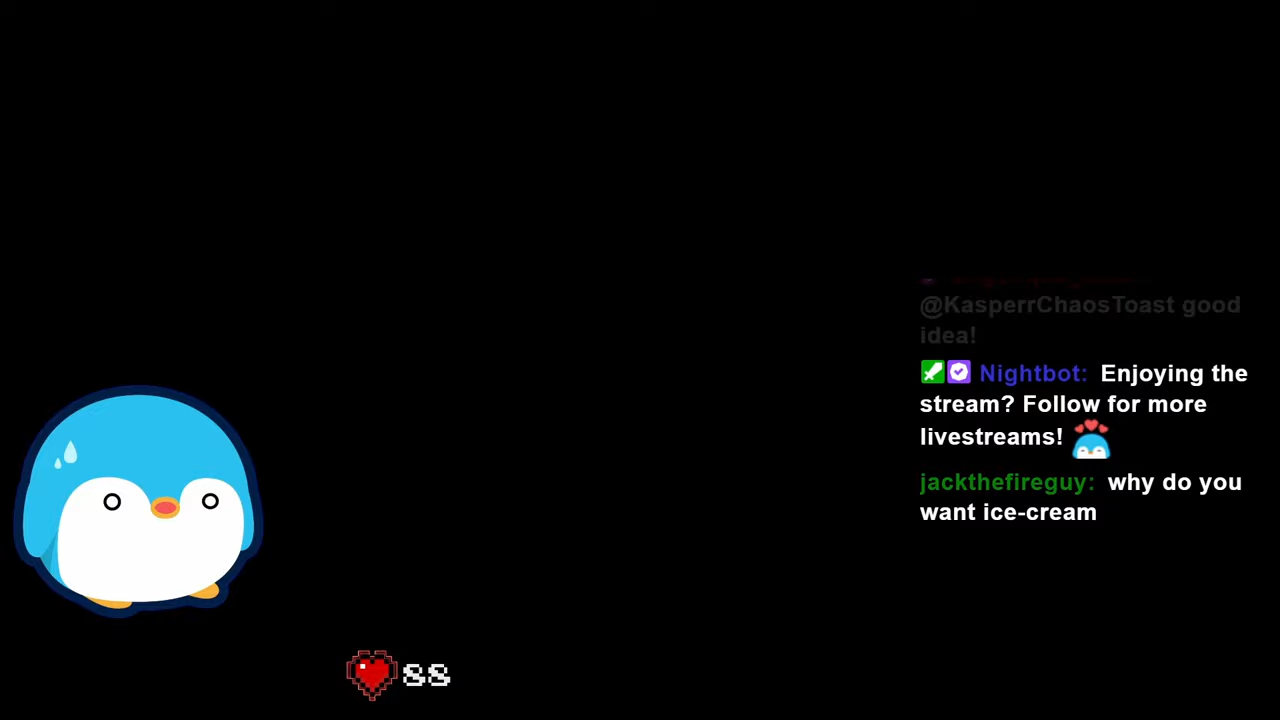 @KasperrChaosToast good
idea!
Nightbot: Enjoying the
stream? Follow for more
livestreams!
jackthefireguy: why do you
want ice-cream
88